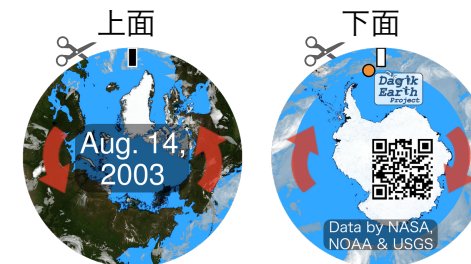 上面
下面
Aug. 14,
2003
Dagik
Earth
Project
Data by NASA,
NOAA & USGS